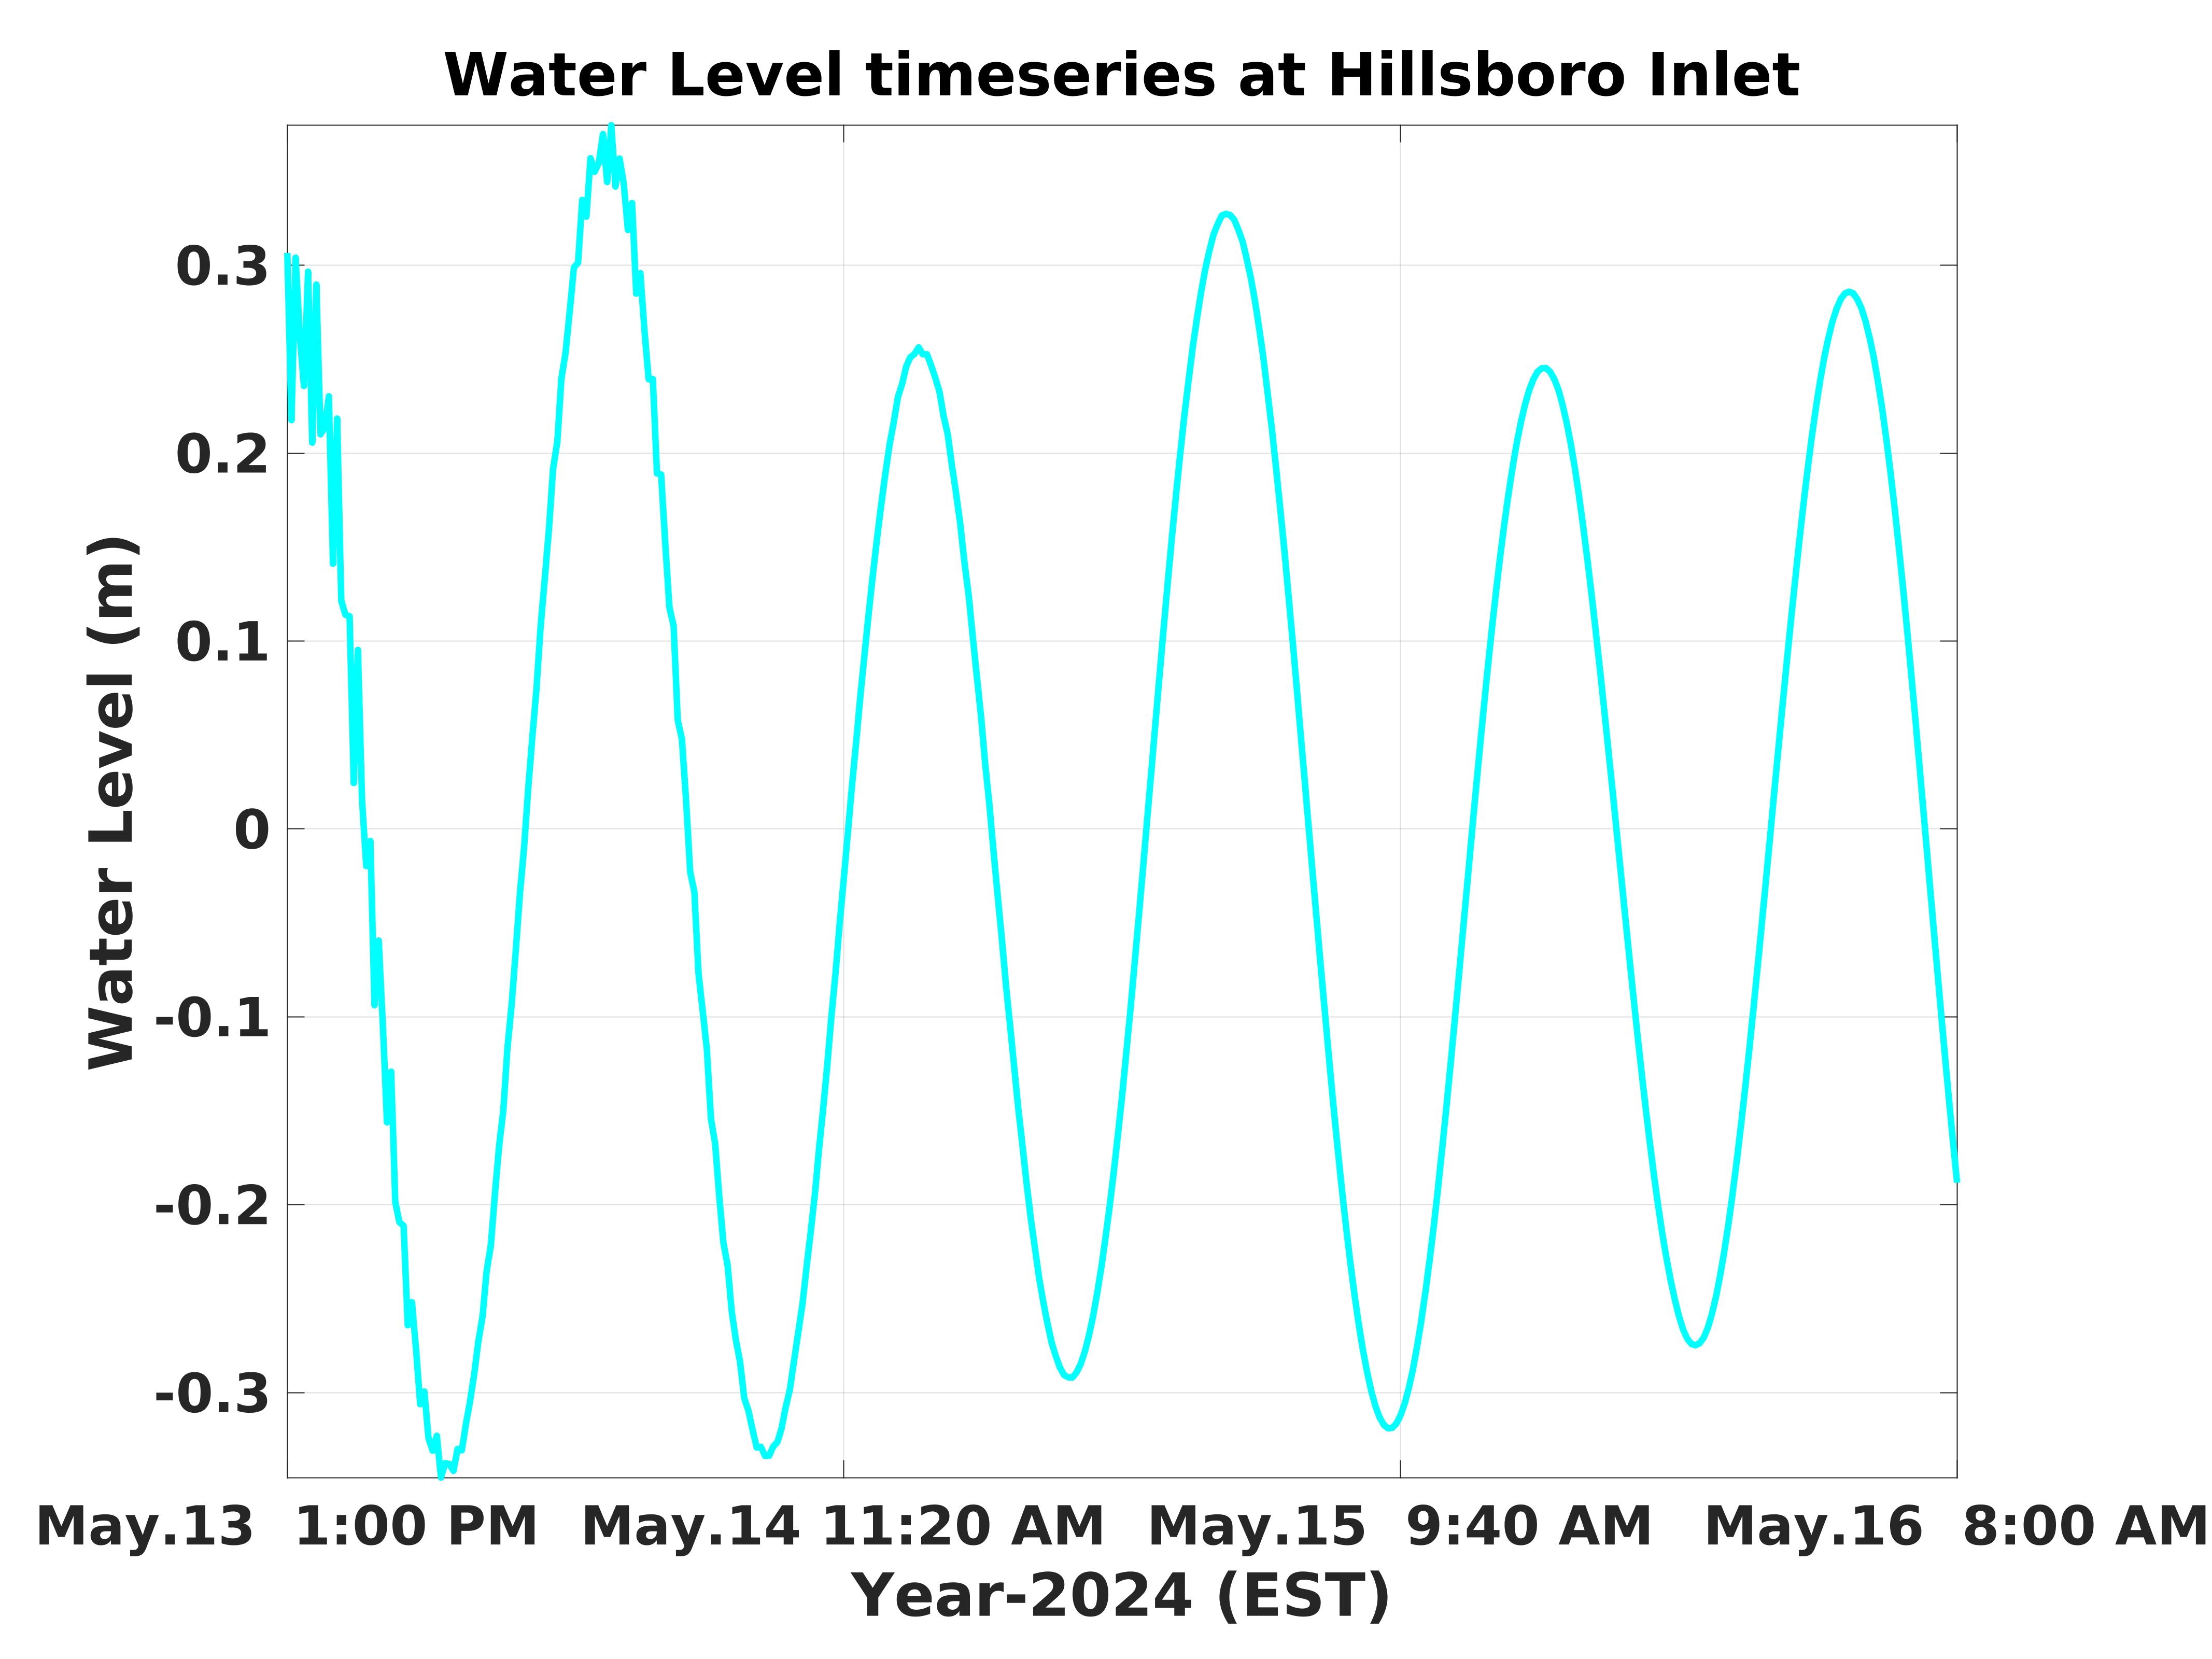 Water Level timeseries at Hillsboro Inlet
0.3
0.2
0.1
0
-0.1
-0.2
-0.3
Water Level (m)
May.13  1:00 PM
May.14 11:20 AM
May.15  9:40 AM
May.16  8:00 AM
Year-2024 (EST)